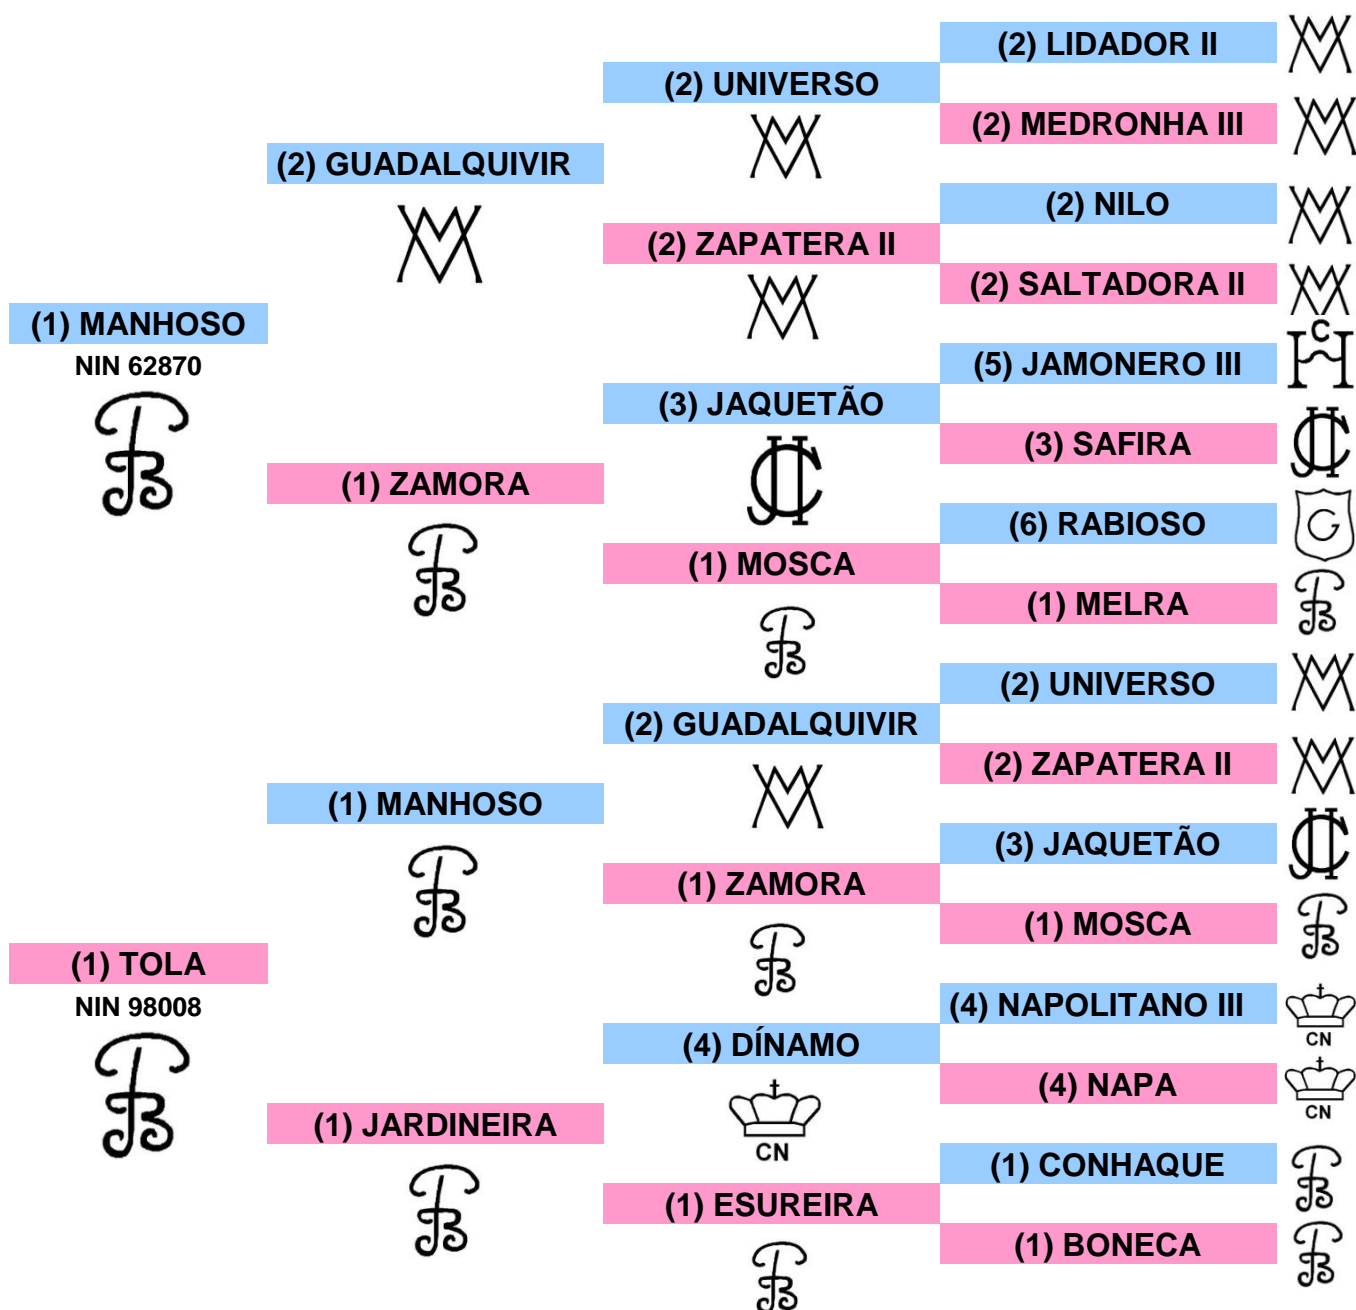 (2) LIDADOR II
(2) UNIVERSO
(2) MEDRONHA III
(2) GUADALQUIVIR
(2) NILO
(2) ZAPATERA II
(2) SALTADORA II
(1) MANHOSO
NIN 62870
(5) JAMONERO III
(3) JAQUETÃO
(3) SAFIRA
(1) ZAMORA
(6) RABIOSO
(1) MOSCA
(1) MELRA
(2) UNIVERSO
(2) GUADALQUIVIR
(2) ZAPATERA II
(1) MANHOSO
(3) JAQUETÃO
(1) ZAMORA
(1) MOSCA
(1) TOLA
NIN 98008
(4) NAPOLITANO III
CN
(4) DÍNAMO
CN
(4) NAPA
CN
(1) JARDINEIRA
(1) CONHAQUE
(1) ESUREIRA
(1) BONECA